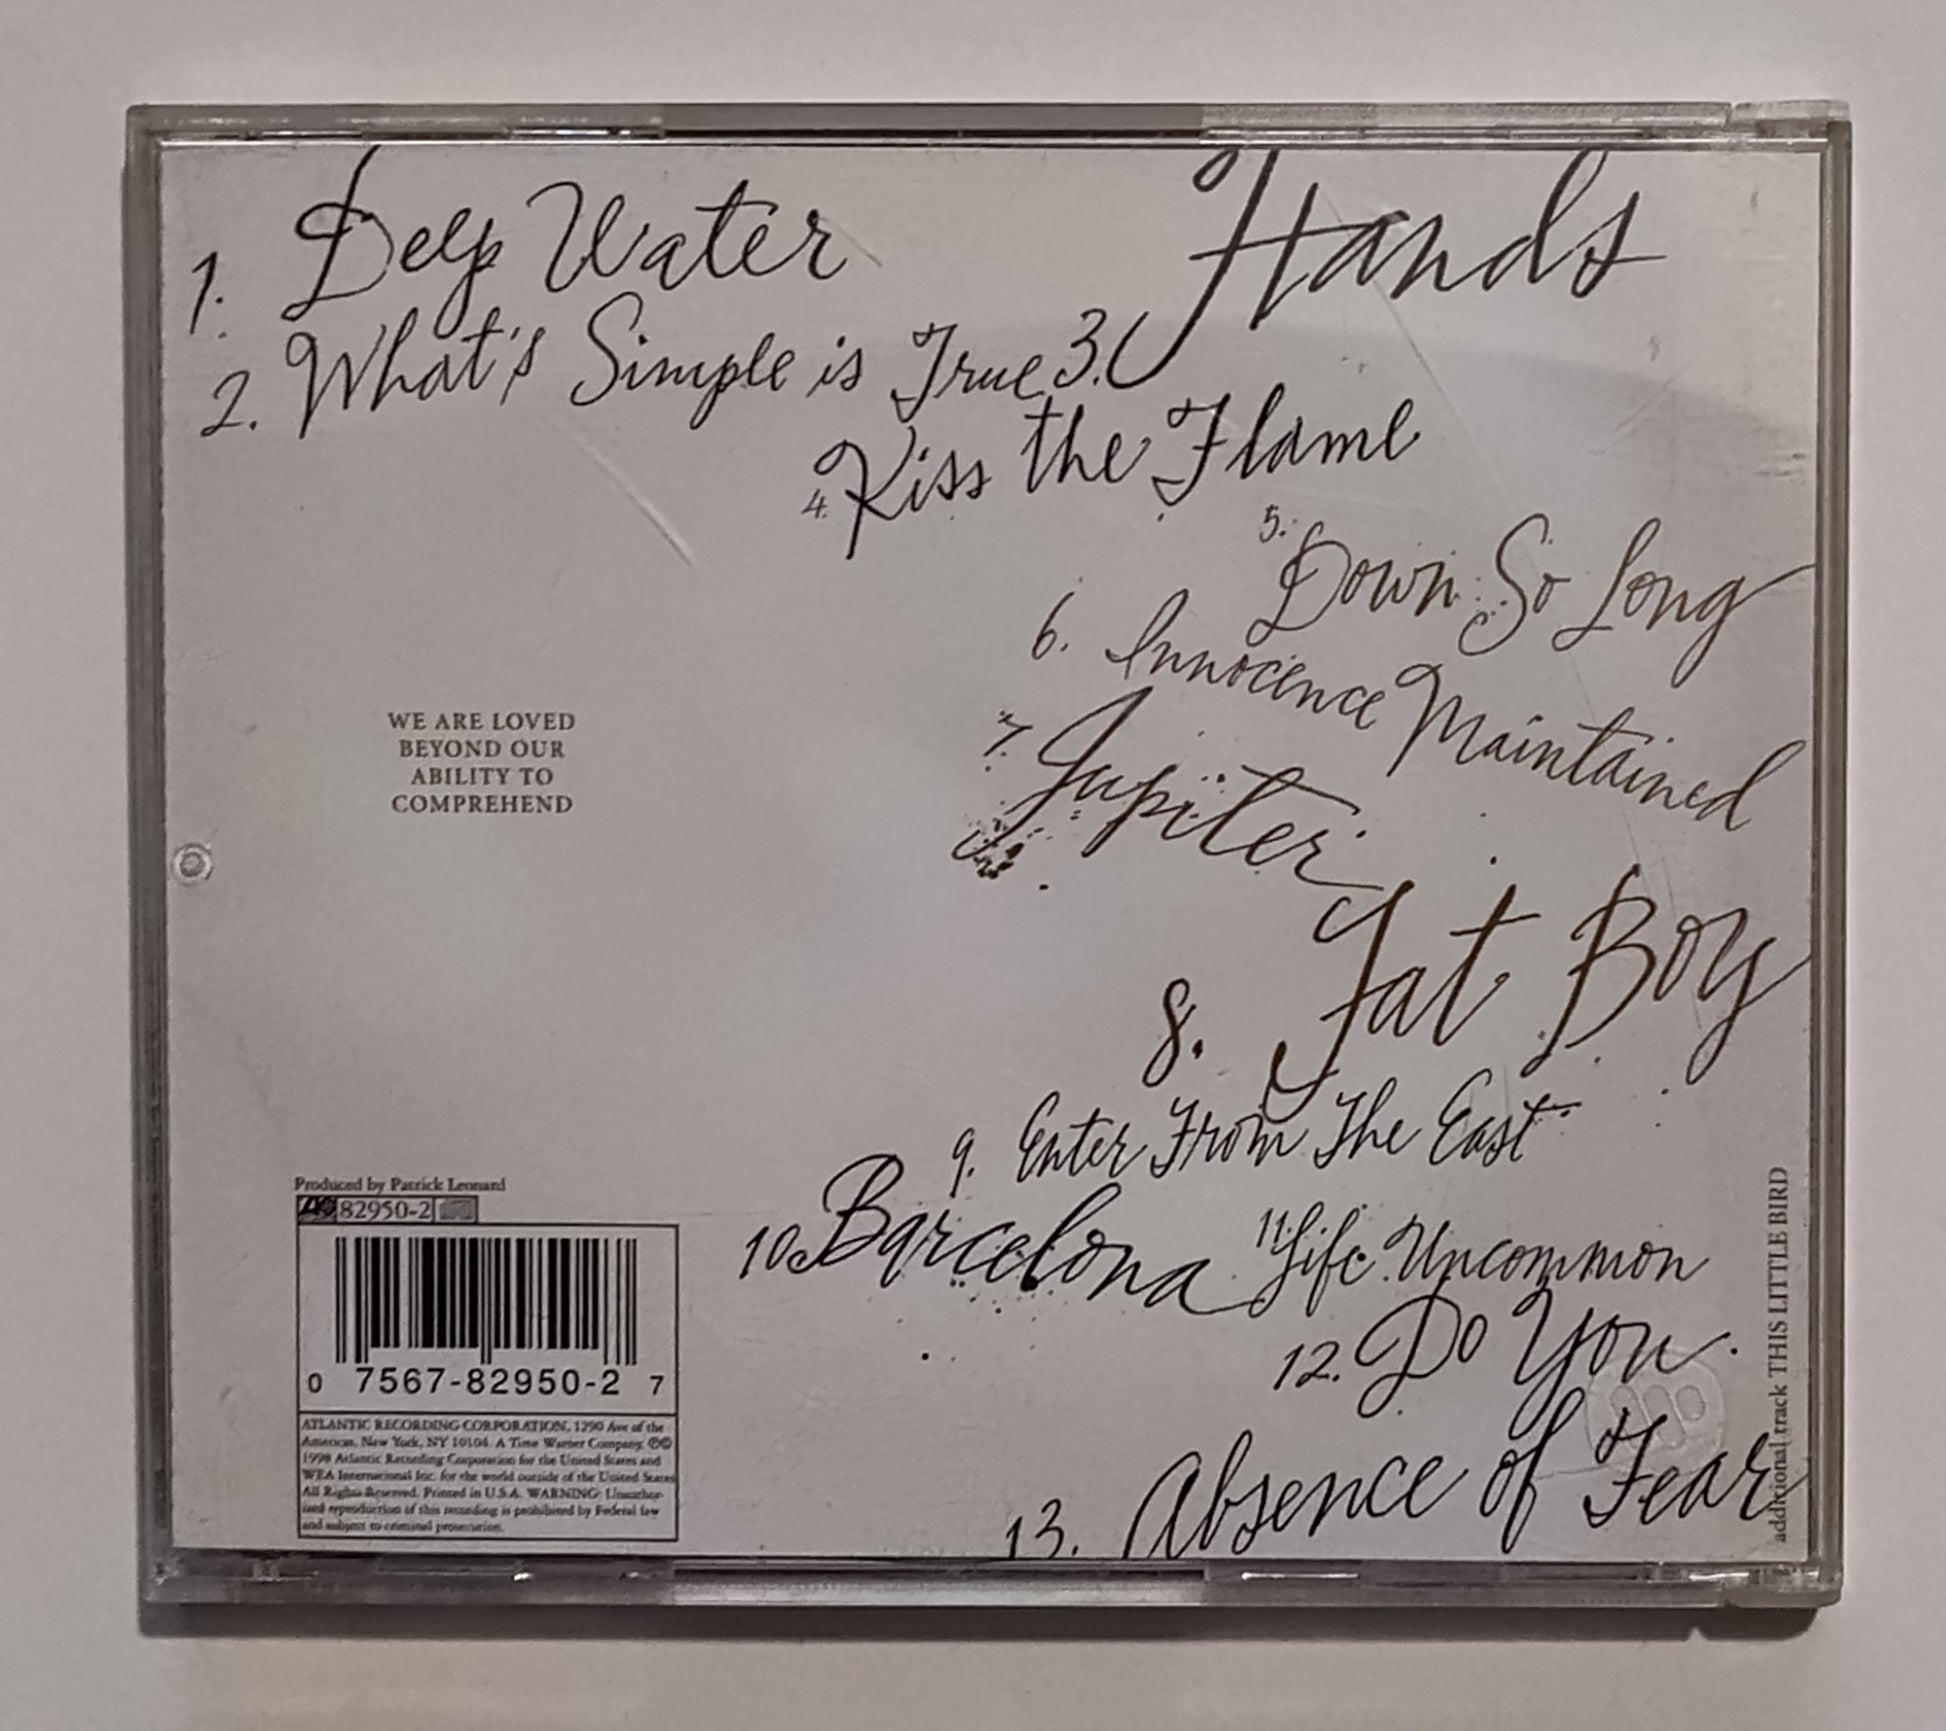 1. Deep Water
2. What's Simple is True
3. Hands
4. Kiss the Flame
5. Down So Long
6. Innocence Maintained
7. Jupiter
8. Fat Boy
9. Enter From The East
10. Barcelona
11. Life Uncommon
12. Do You
13. Absence of Fear
additional track THIS LITTLE BIRD
WE ARE LOVED
BEYOND OUR
ABILITY TO
COMPREHEND
Produced by Patrick Leonard
82950-2
0 7567-82950-2 7
ATLANTIC RECORDING CORPORATION, 1290 Ave of the
Americas, New York, NY 10104. A Time Warner Company. ℗©
1998 Atlantic Recording Corporation for the United States and
WEA International Inc. for the world outside of the United States
All Rights Reserved. Printed in U.S.A. WARNING: Unauthor-
ized reproduction of this recording is prohibited by Federal law
and subject to criminal prosecution.